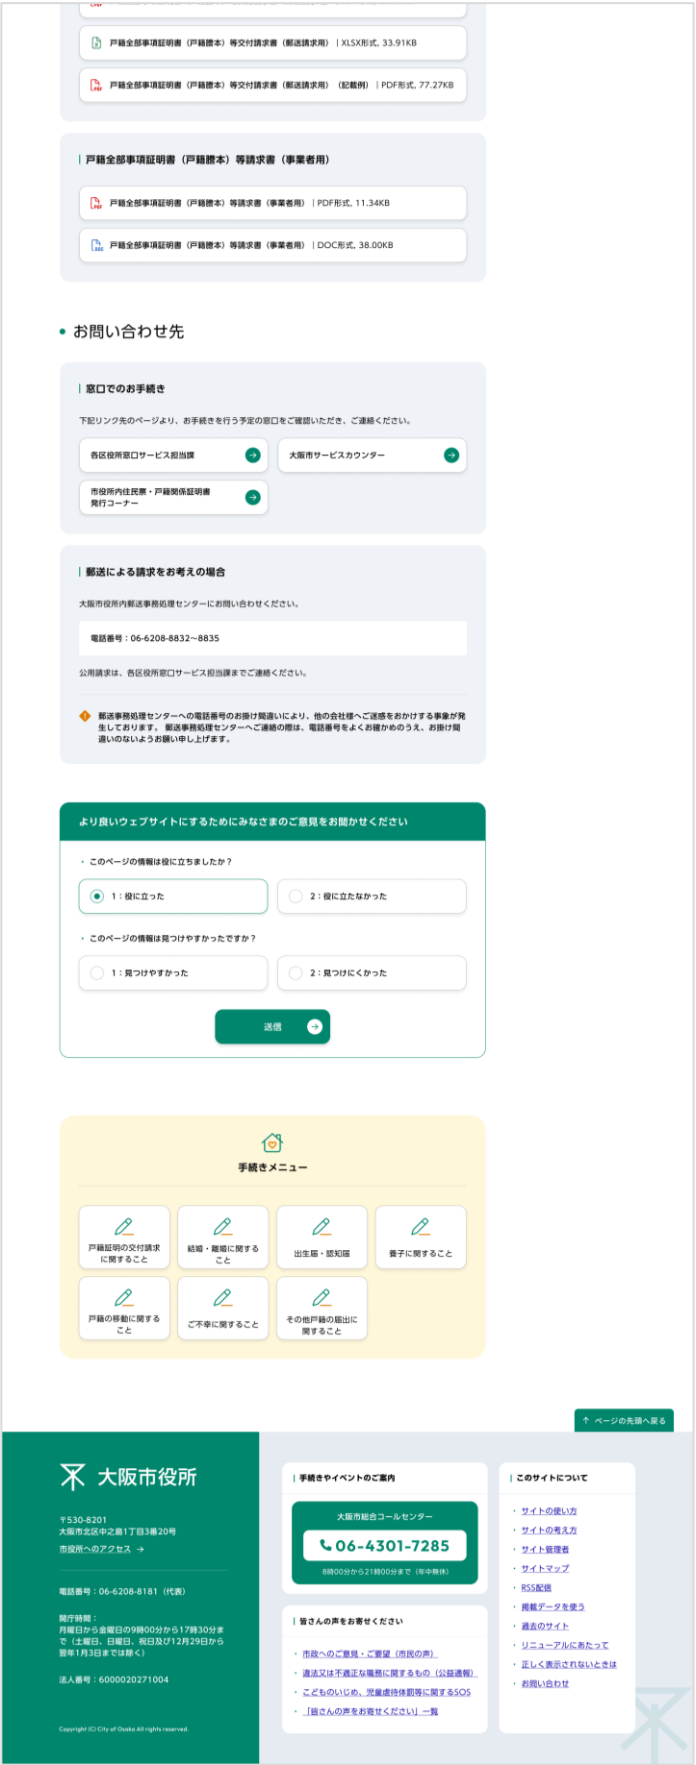 戸籍全部事項証明書（戸籍謄本）等交付請求書（郵送請求用）｜XLSX形式, 33.91KB
戸籍全部事項証明書（戸籍謄本）等交付請求書（郵送請求用）（記載例）｜PDF形式, 77.27KB
戸籍全部事項証明書（戸籍謄本）等請求書（事業者用）
戸籍全部事項証明書（戸籍謄本）等請求書（事業者用）｜PDF形式, 11.34KB
戸籍全部事項証明書（戸籍謄本）等請求書（事業者用）｜DOC形式, 38.00KB
お問い合わせ先
窓口でのお手続き
下記リンク先のページより、お手続きを行う予定の窓口をご確認いただき、ご連絡ください。
各区役所窓口サービス担当課
大阪市サービスカウンター
市役所内住民票・戸籍関係証明書
発行コーナー
郵送による請求をお考えの場合
大阪市役所内郵送事務処理センターにお問い合わせください。
電話番号：06-6208-8832～8835
公用請求は、各区役所窓口サービス担当課までご連絡ください。
郵送事務処理センターへの電話番号のお掛け間違いにより、他の会社様へご迷惑をおかけする事象が発
生しております。 郵送事務処理センターへご連絡の際は、電話番号をよくお確かめのうえ、お掛け間
違いのないようお願い申し上げます。
より良いウェブサイトにするためにみなさまのご意見をお聞かせください
・このページの情報は役に立ちましたか？
1：役に立った
2：役に立たなかった
・このページの情報は見つけやすかったですか？
1：見つけやすかった
2：見つけにくかった
送信
手続きメニュー
戸籍証明の交付請求
に関すること
結婚・離婚に関する
こと
出生届・認知届
養子に関すること
戸籍の移動に関する
こと
ご不幸に関すること
その他戸籍の届出に
関すること
↑ ページの先頭へ戻る
大阪市役所
〒530-8201
大阪市北区中之島1丁目3番20号
市役所へのアクセス →
電話番号：06-6208-8181（代表）
開庁時間：
月曜日から金曜日の9時00分から17時30分ま
で（土曜日、日曜日、祝日及び12月29日から
翌年1月3日までは除く）
法人番号：6000020271004
Copyright (C) City of Osaka All rights reserved.
手続きやイベントのご案内
大阪市総合コールセンター
06-4301-7285
8時00分から21時00分まで（年中無休）
皆さんの声をお寄せください
・市政へのご意見・ご要望（市民の声）
・違法又は不適正な職務に関するもの（公益通報）
・こどものいじめ、児童虐待体罰等に関するSOS
・「皆さんの声をお寄せください」一覧
このサイトについて
・サイトの使い方
・サイトの考え方
・サイト管理者
・サイトマップ
・RSS配信
・掲載データを使う
・過去のサイト
・リニューアルにあたって
・正しく表示されないときは
・お問い合わせ